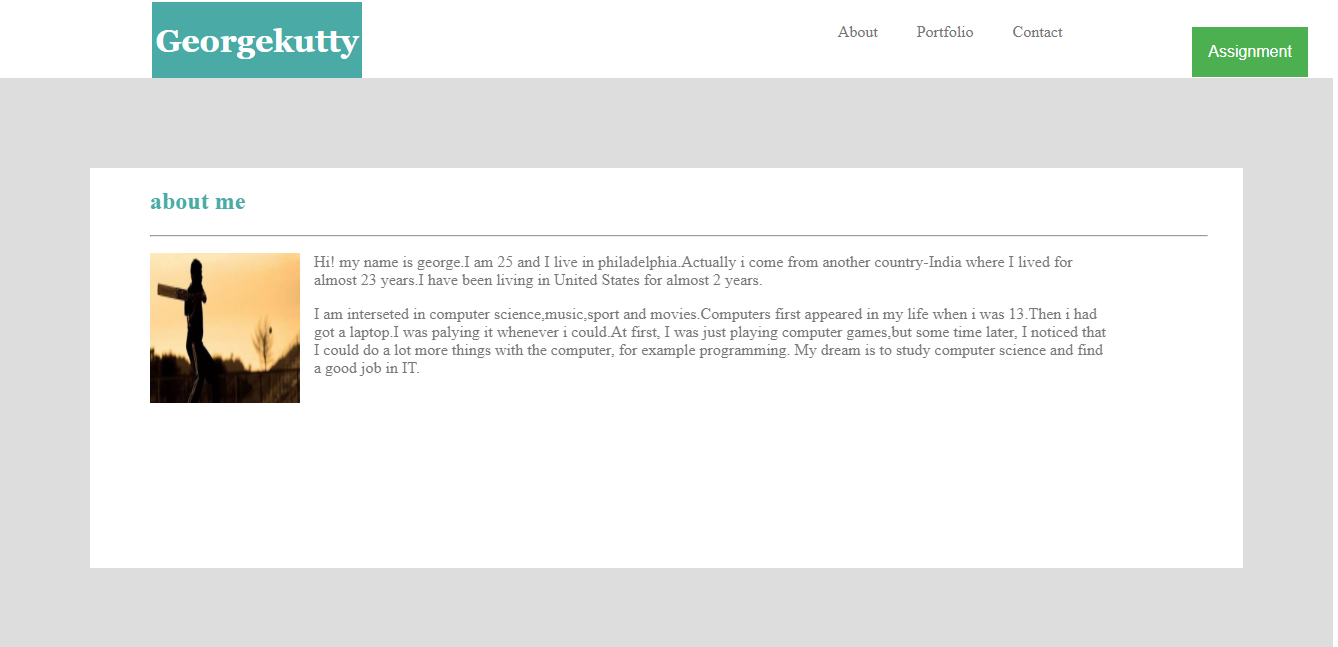 Georgekutty
About Portfolio Contact
Assignment
about me
Hi! my name is george.I am 25 and I live in philadelphia.Actually i come from another country-India where I lived for
almost 23 years.I have been living in United States for almost 2 years.
I am interseted in computer science,music,sport and movies.Computers first appeared in my life when i was 13.Then i had
got a laptop.I was palying it whenever i could.At first, I was just playing computer games,but some time later, I noticed that
I could do a lot more things with the computer, for example programming. My dream is to study computer science and find
a good job in IT.